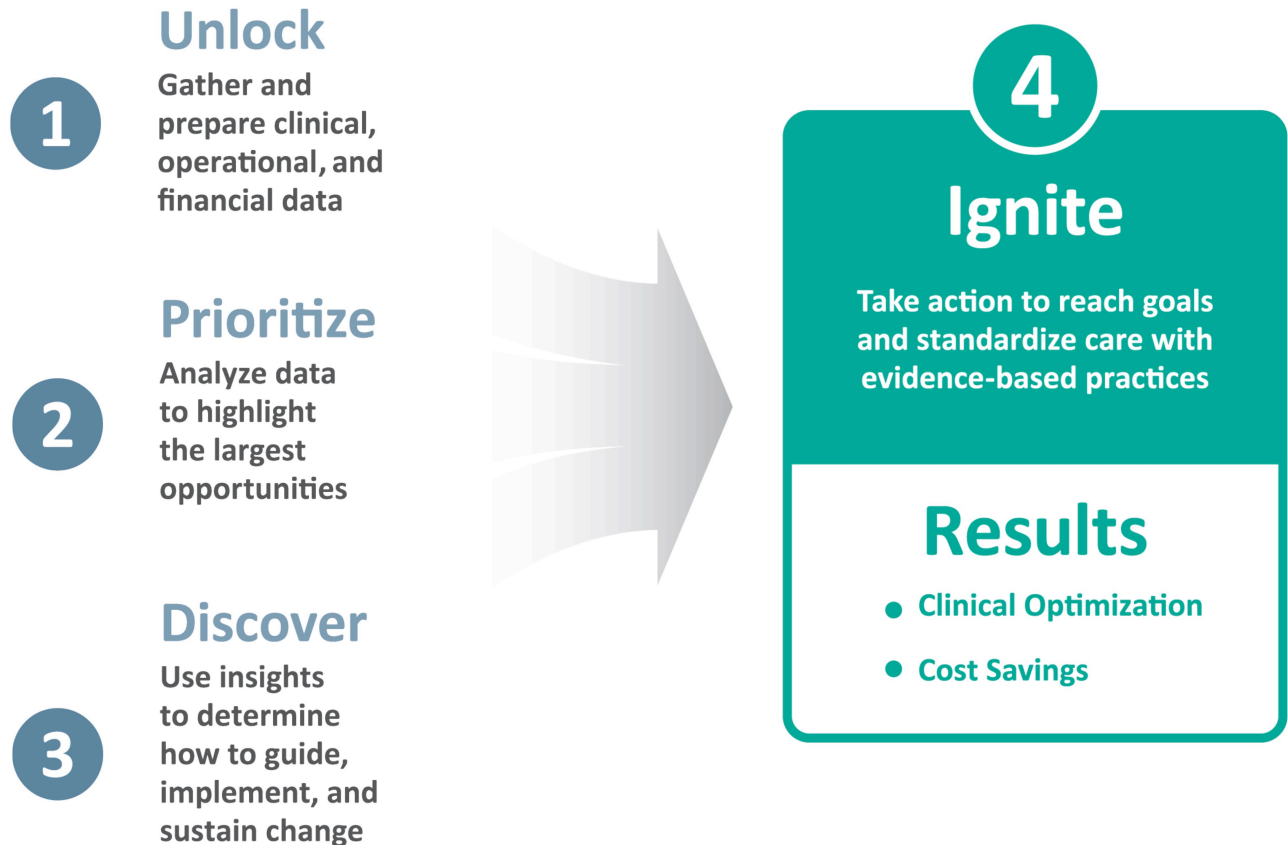 1
Unlock
Gather and
prepare clinical,
operational, and
financial data
2
Prioritize
Analyze data
to highlight
the largest
opportunities
3
Discover
Use insights
to determine
how to guide,
implement, and
sustain change
4
Ignite
Take action to reach goals
and standardize care with
evidence-based practices
Results
• Clinical Optimization
• Cost Savings